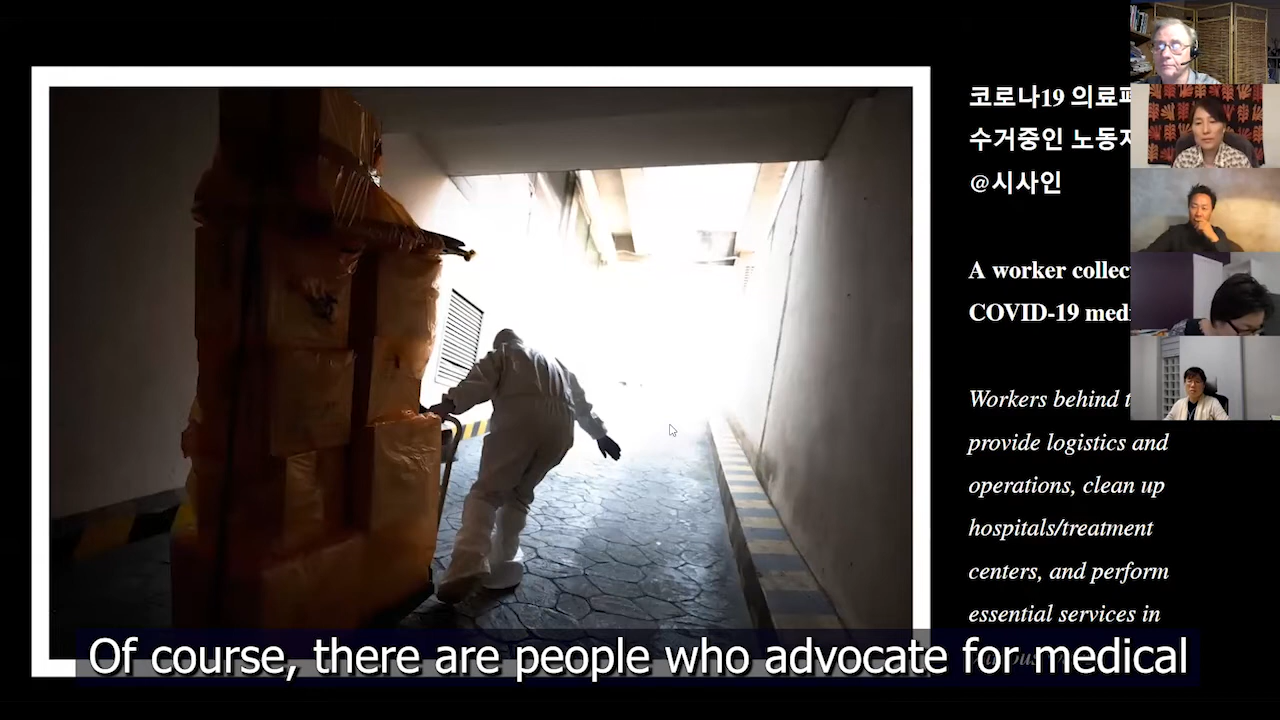 코로나19 의료
수거중인 노동
@시사인
A worker
COVID-19
Workers behind
provide logistics and
operations, clean up
hospitals/treatment
centers, and perform
essential services in
Of course, there are people who advocate for medical